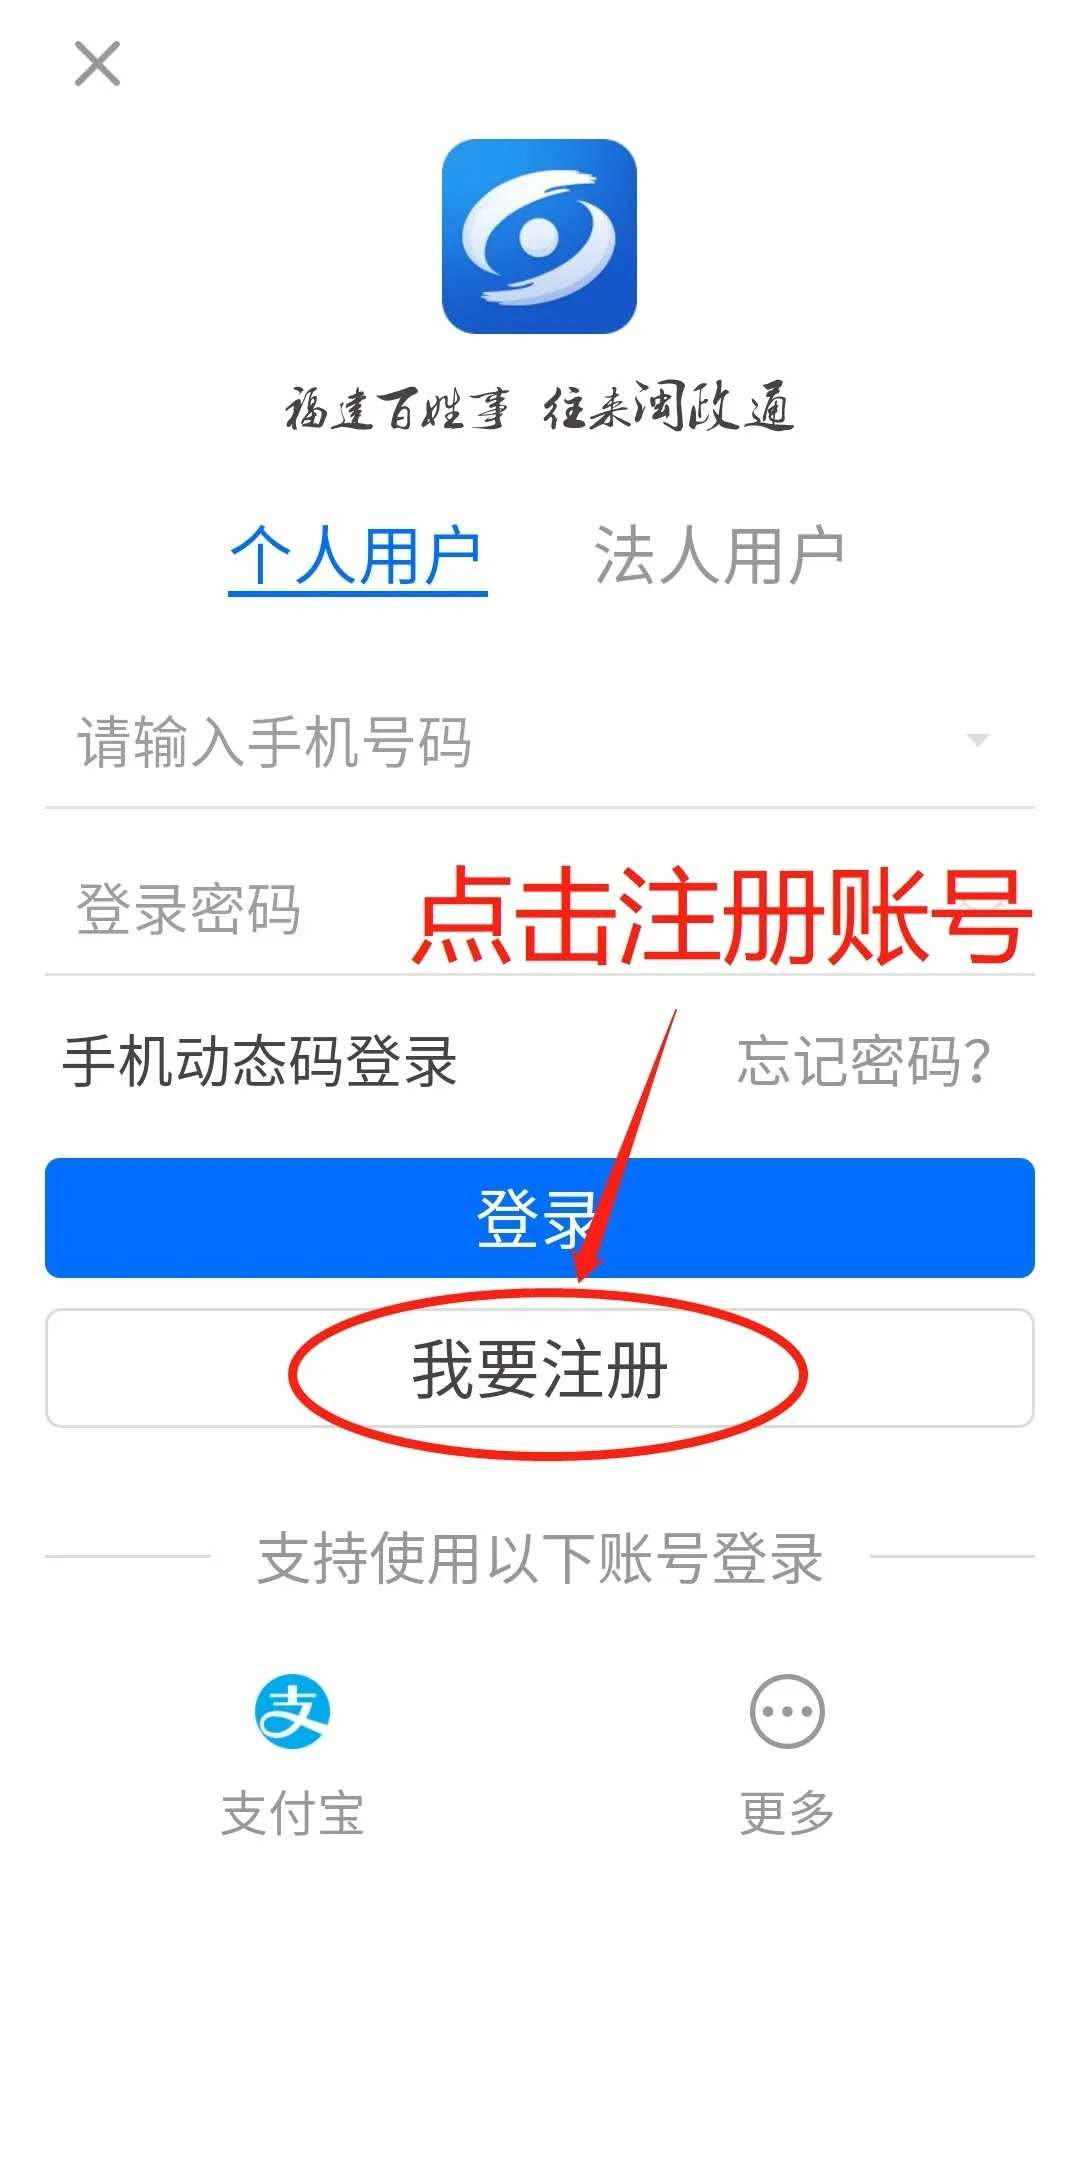 福建百姓事 往来闽政通
个人用户 法人用户
请输入手机号码
登录密码
点击注册账号
手机动态码登录 忘记密码?
登录
我要注册
支持使用以下账号登录
支
支付宝 更多